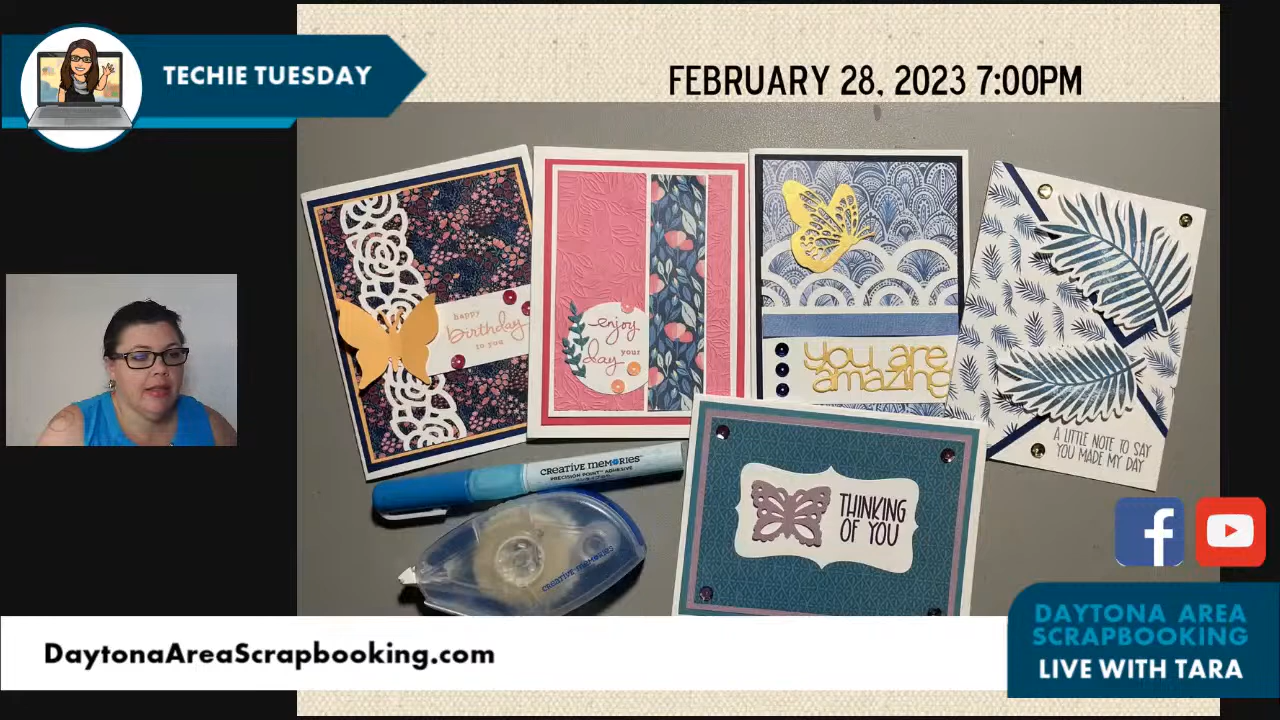 TECHIE TUESDAY
FEBRUARY 28, 2023 7:00PM
happy
birthday
to you
enjoy
your
day
you are
amazing
A LITTLE NOTE TO SAY
YOU MADE MY DAY
CREATIVE MEMORIES
PRECISION POINT ADHESIVE
CREATIVE MEMORIES
THINKING
OF YOU
DAYTONA AREA
SCRAPBOOKING
LIVE WITH TARA
DaytonaAreaScrapbooking.com